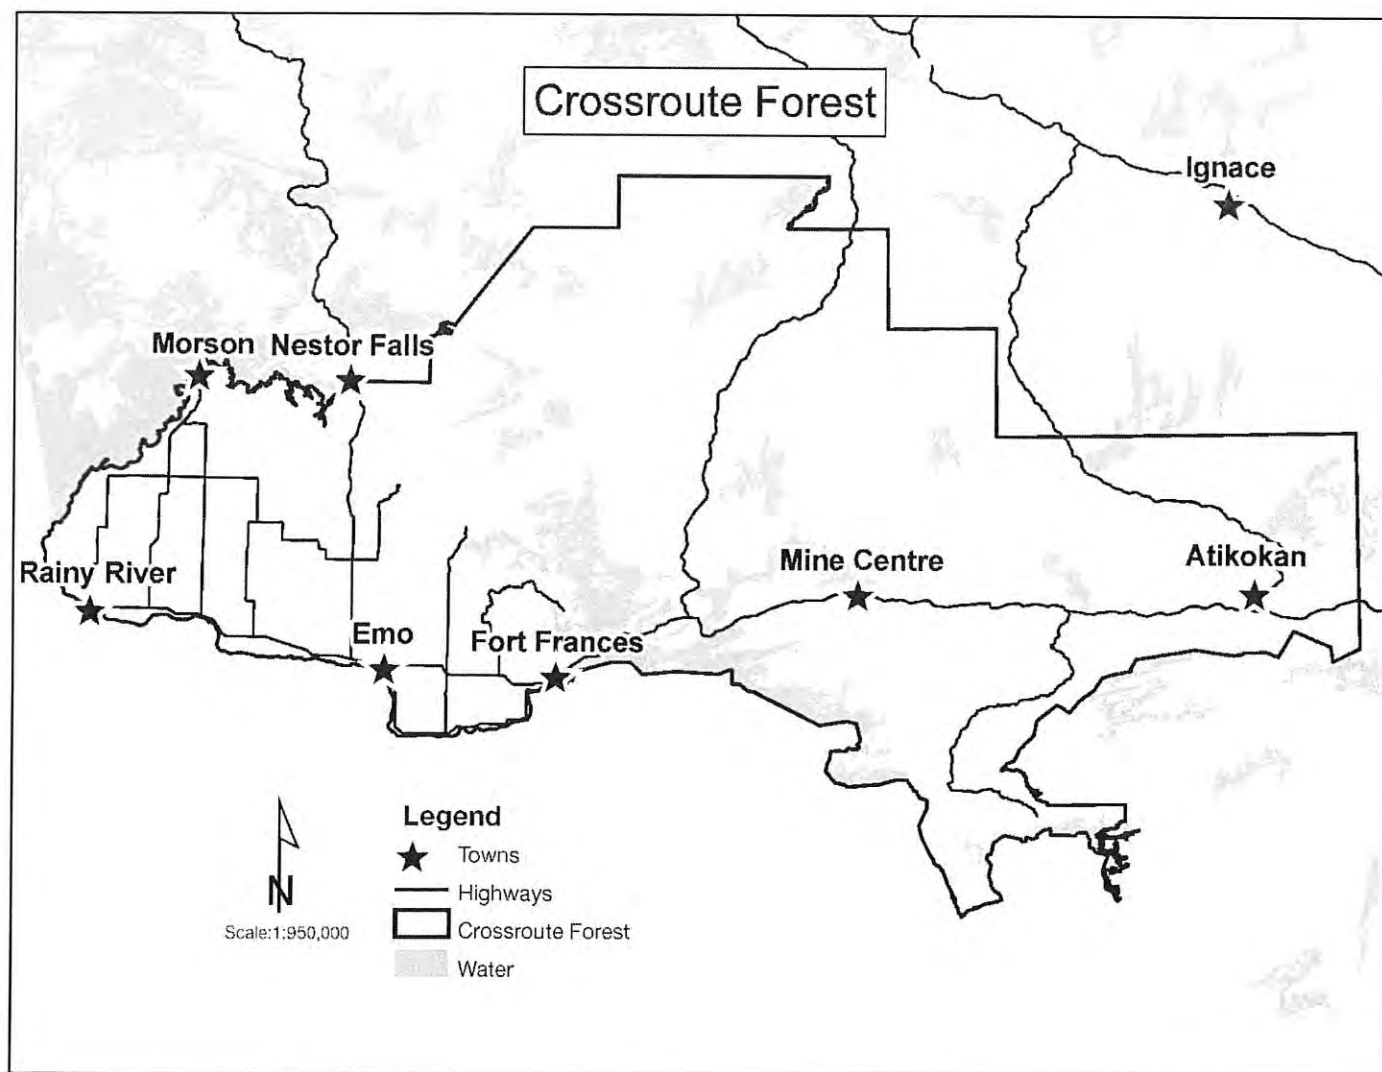 Crossroute Forest
Ignace
Morson
Nestor Falls
Rainy River
Mine Centre
Atikokan
Emo
Fort Frances
Legend
Towns
N
Highways
Scale:1:950,000
Crossroute Forest
Water